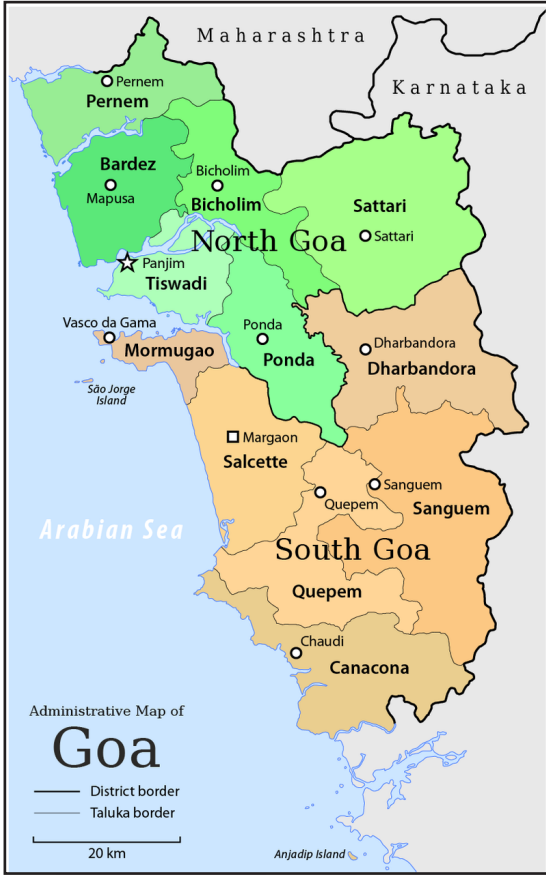 Maharashtra
Karnataka
Pernem
Pernem
Bardez
Mapusa
Bicholim
Bicholim
Sattari
Sattari
North Goa
Panjim
Tiswadi
Vasco da Gama
Mormugao
Ponda
Ponda
Dharbandora
Dharbandora
São Jorge
Island
Margaon
Salcette
Sanguem
Sanguem
Quepem
Arabian Sea
South Goa
Quepem
Chaudi
Canacona
Administrative Map of
Goa
District border
Taluka border
20 km
Anjadip Island